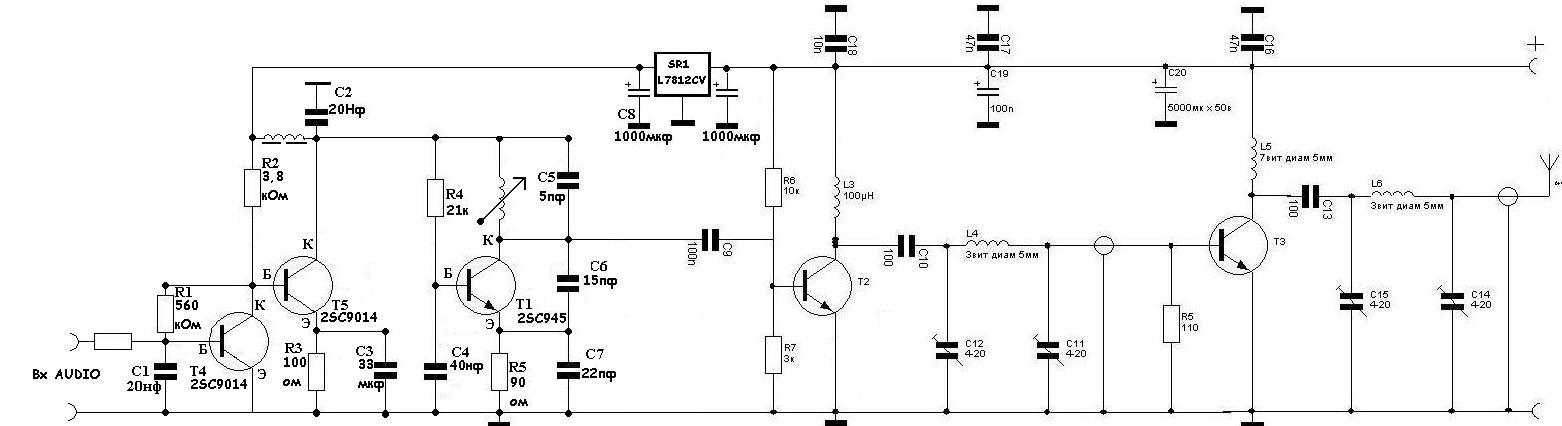 Вх AUDIO
C1
20нф
R1
560
кОм
R2
3,8
кОм
Б
К
Э
T4
2SC9014
C2
20Нф
К
Б
Э
T5
2SC9014
R3
100
ом
C3
33
мкф
R4
21к
C4
40нф
К
Б
Э
T1
2SC945
C5
5пф
C6
15пф
C7
22пф
R5
90
ом
C8
1000мкф
+
SR1
L7812CV
+
1000мкф
C9
100n
R6
10к
R7
3к
C18
10n
L3
100µH
T2
C10
100
L4
3вит диам 5мм
C12
4-20
C11
4-20
C17
47n
+
C19
100n
+
C20
5000мк x 50в
C16
47n
L5
7вит диам 5мм
R5
110
T3
C13
100
L6
3вит диам 5мм
C15
4-20
C14
4-20
+